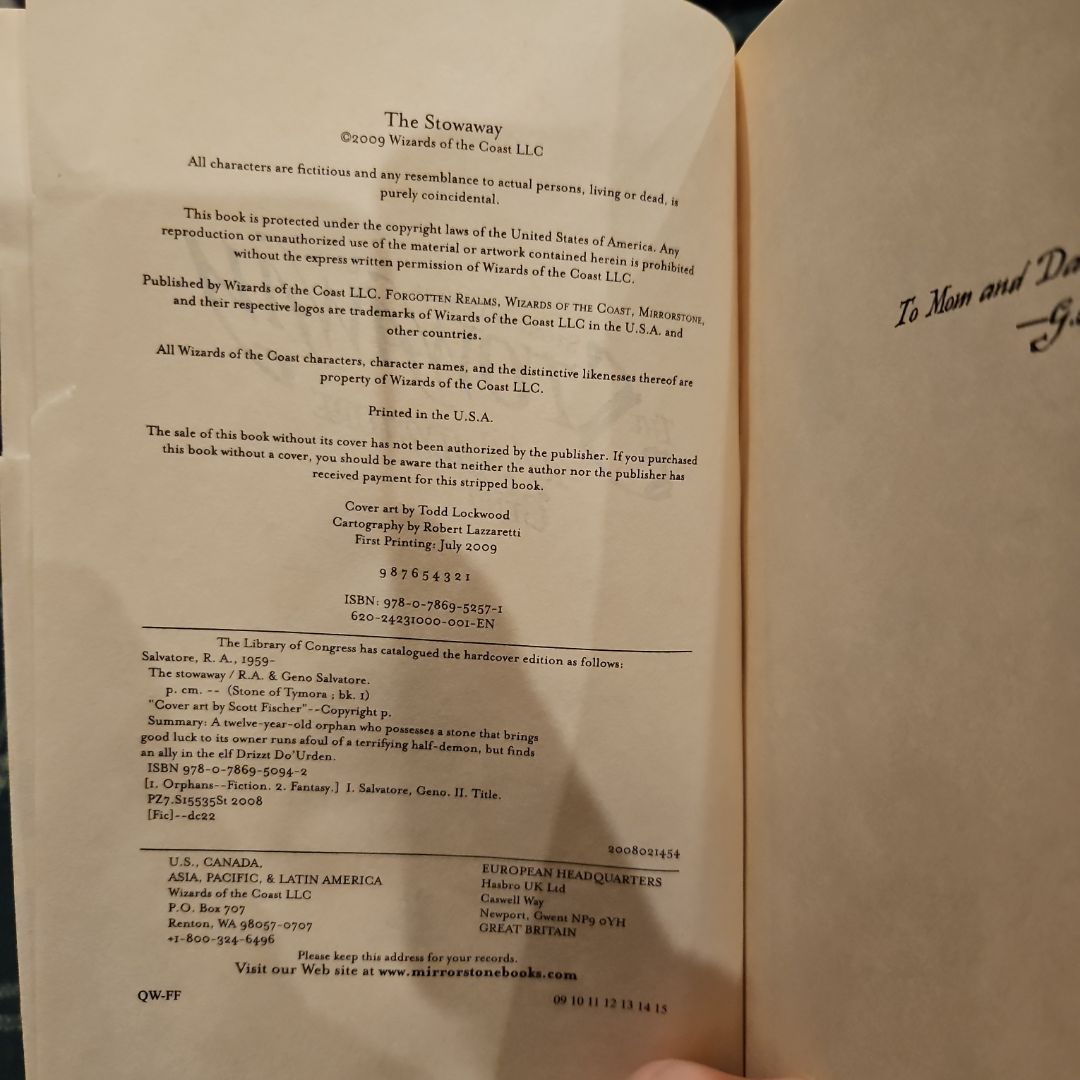 The Stowaway
©2009 Wizards of the Coast LLC
All characters are fictitious and any resemblance to actual persons, living or dead, is
purely coincidental.
This book is protected under the copyright laws of the United States of America. Any
reproduction or unauthorized use of the material or artwork contained herein is prohibited
without the express written permission of Wizards of the Coast LLC.
Published by Wizards of the Coast LLC. FORGOTTEN REALMS, WIZARDS OF THE COAST, MIRRORSTONE,
and their respective logos are trademarks of Wizards of the Coast LLC in the U.S.A. and
other countries.
All Wizards of the Coast characters, character names, and the distinctive likenesses thereof are
property of Wizards of the Coast LLC.
Printed in the U.S.A.
The sale of this book without its cover has not been authorized by the publisher. If you purchased
this book without a cover, you should be aware that neither the author nor the publisher has
received payment for this stripped book.
Cover art by Todd Lockwood
Cartography by Robert Lazzaretti
First Printing: July 2009
9 8 7 6 5 4 3 2 1
ISBN: 978-0-7869-5257-1
620-24231000-001-EN
The Library of Congress has catalogued the hardcover edition as follows:
Salvatore, R. A., 1959-
The stowaway / R.A. & Geno Salvatore.
p. cm. -- (Stone of Tymora ; bk. 1)
"Cover art by Scott Fischer"--Copyright p.
Summary: A twelve-year-old orphan who possesses a stone that brings
good luck to its owner runs afoul of a terrifying half-demon, but finds
an ally in the elf Drizzt Do'Urden.
ISBN 978-0-7869-5094-2
[1. Orphans--Fiction. 2. Fantasy.] I. Salvatore, Geno. II. Title.
PZ7.S15535St 2008
[Fic]--dc22
2008021454
U.S., CANADA,
ASIA, PACIFIC, & LATIN AMERICA
Wizards of the Coast LLC
P.O. Box 707
Renton, WA 98057-0707
+1-800-324-6496
EUROPEAN HEADQUARTERS
Hasbro UK Ltd
Caswell Way
Newport, Gwent NP9 0YH
GREAT BRITAIN
Please keep this address for your records.
Visit our Web site at www.mirrorstonebooks.com
QW-FF
09 10 11 12 13 14 15
To Mom and Da
—G.